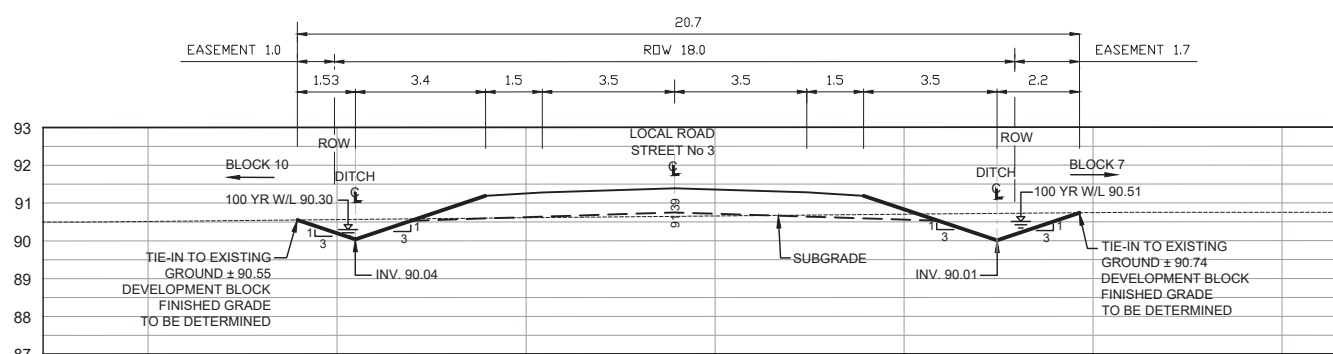 20.7
EASEMENT 1.0
ROW 18.0
EASEMENT 1.7
1.53
3.4
1.5
3.5
3.5
1.5
3.5
2.2
93
92
91
90
89
88
87
ROW
LOCAL ROAD
STREET No 3
℄
ROW
BLOCK 10
DITCH
℄
DITCH
℄
BLOCK 7
100 YR W/L 90.30
100 YR W/L 90.51
91.39
1
3
1
3
1
3
1
3
TIE-IN TO EXISTING
GROUND ± 90.55
DEVELOPMENT BLOCK
FINISHED GRADE
TO BE DETERMINED
INV. 90.04
SUBGRADE
INV. 90.01
TIE-IN TO EXISTING
GROUND ± 90.74
DEVELOPMENT BLOCK
FINISHED GRADE
TO BE DETERMINED